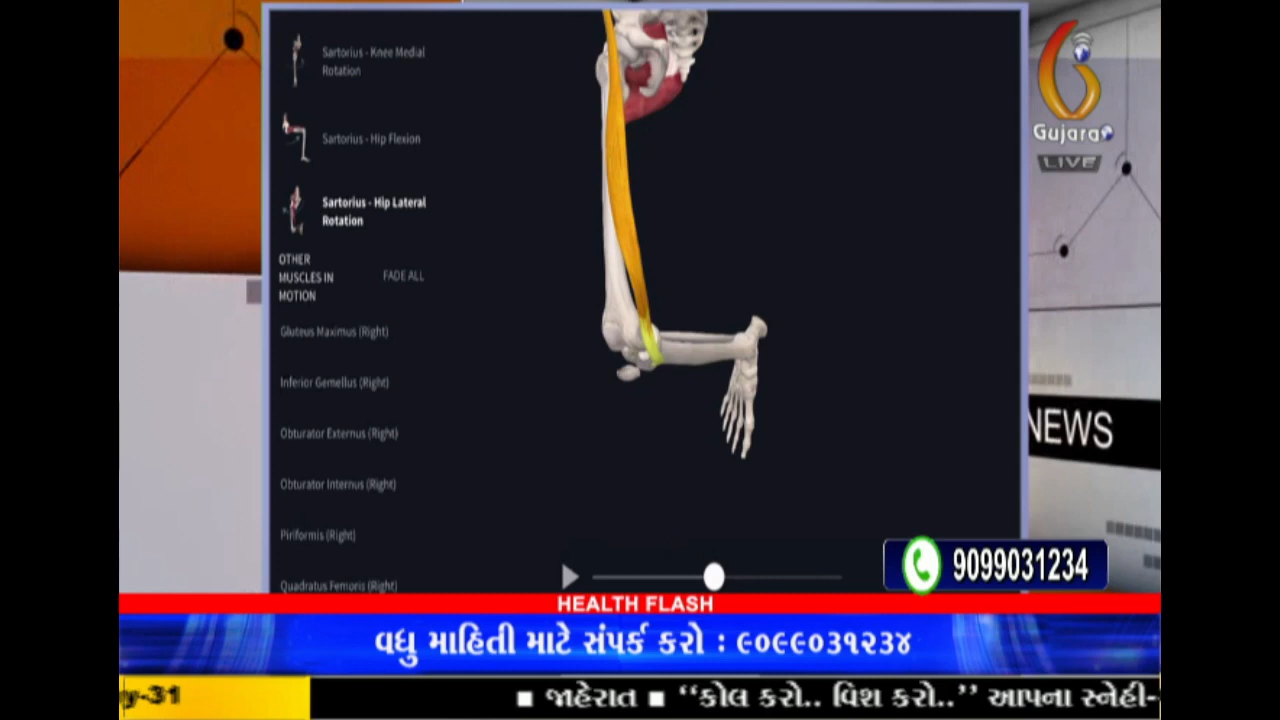 Sartorius - Knee Medial
Rotation
Sartorius - Hip Flexion
Sartorius - Hip Lateral
Rotation
OTHER
MUSCLES IN
MOTION
FADE ALL
Gluteus Maximus (Right)
Inferior Gemellus (Right)
Obturator Externus (Right)
Obturator Internus (Right)
Piriformis (Right)
Quadratus Femoris (Right)
Gujarat
LIVE
NEWS
9099031234
HEALTH FLASH
વધુ માહિતી માટે સંપર્ક કરો : ૯૦૯૯૦૩૧૨૩૪
y-31
■ જાહેરાત ■ “કોલ કરો.. વિશ કરો..” આપના સ્નેહી-